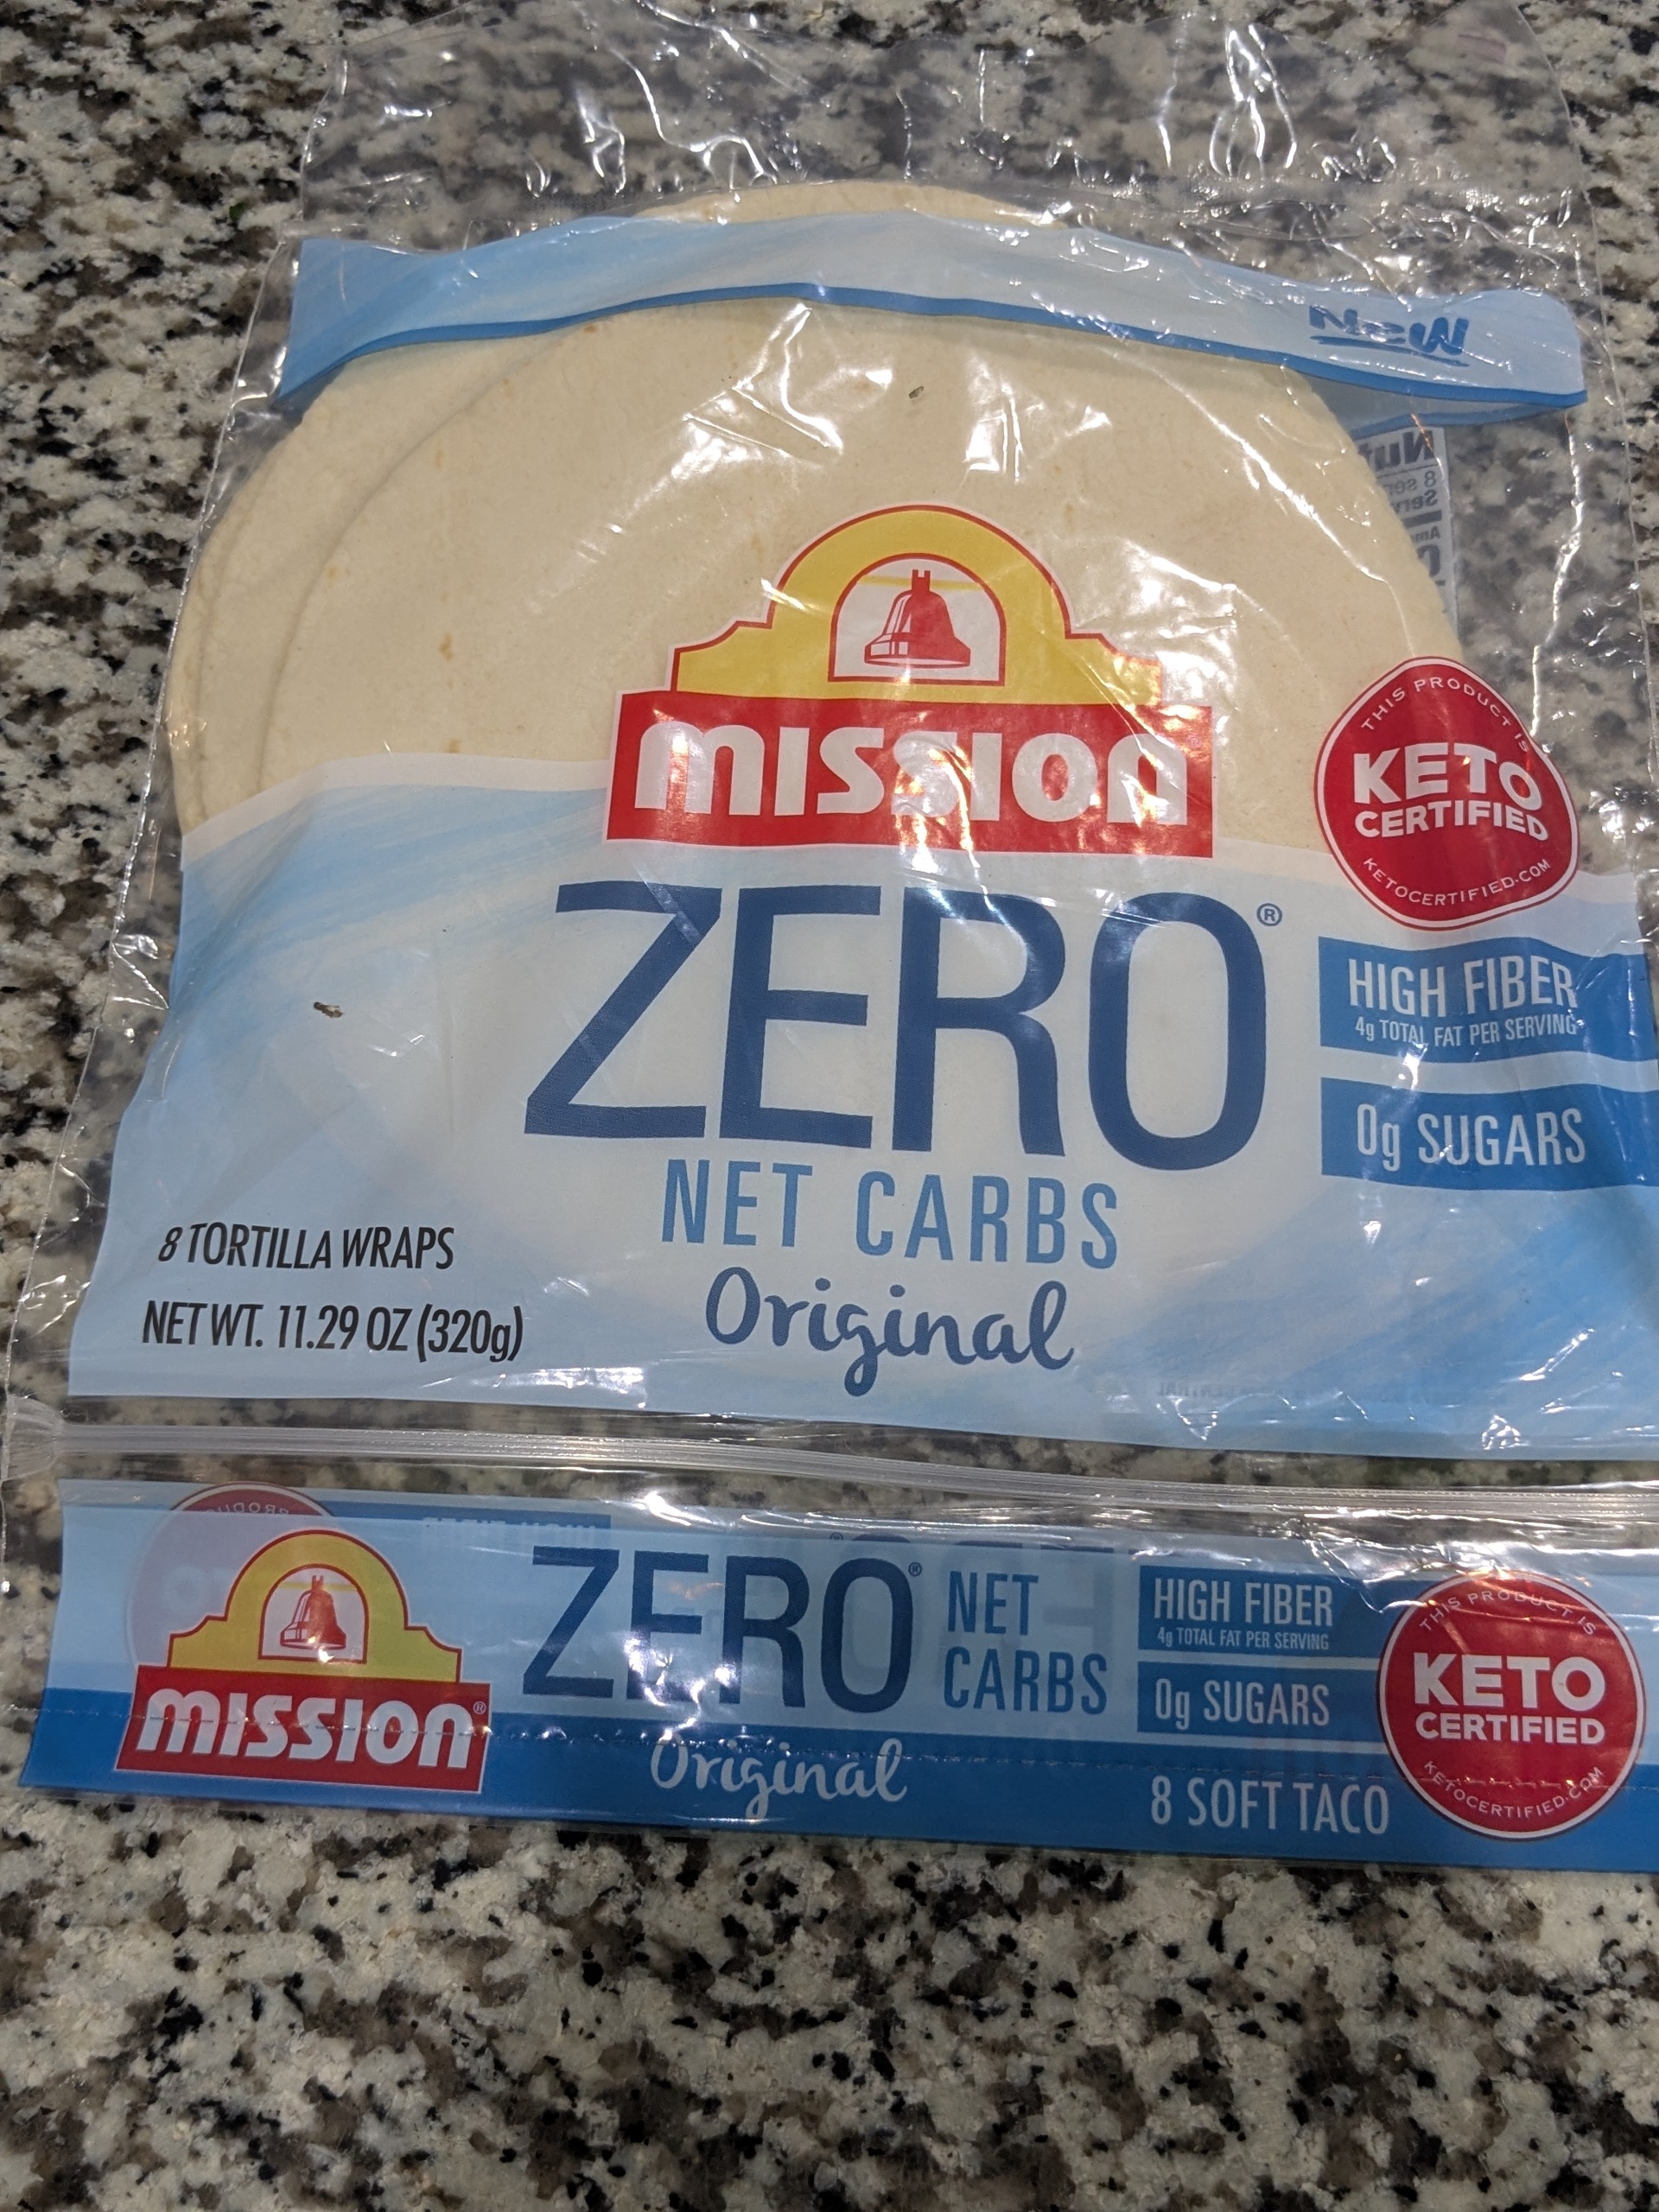 New
MISSION
THIS PRODUCT IS
KETO
CERTIFIED
KETOCERTIFIED.COM
ZERO®
HIGH FIBER
4g TOTAL FAT PER SERVING
0g SUGARS
NET CARBS
Original
8 TORTILLA WRAPS
NET WT. 11.29 OZ (320g)
MISSION®
ZERO®
NET
CARBS
Original
HIGH FIBER
4g TOTAL FAT PER SERVING
0g SUGARS
8 SOFT TACO
THIS PRODUCT IS
KETO
CERTIFIED
KETOCERTIFIED.COM